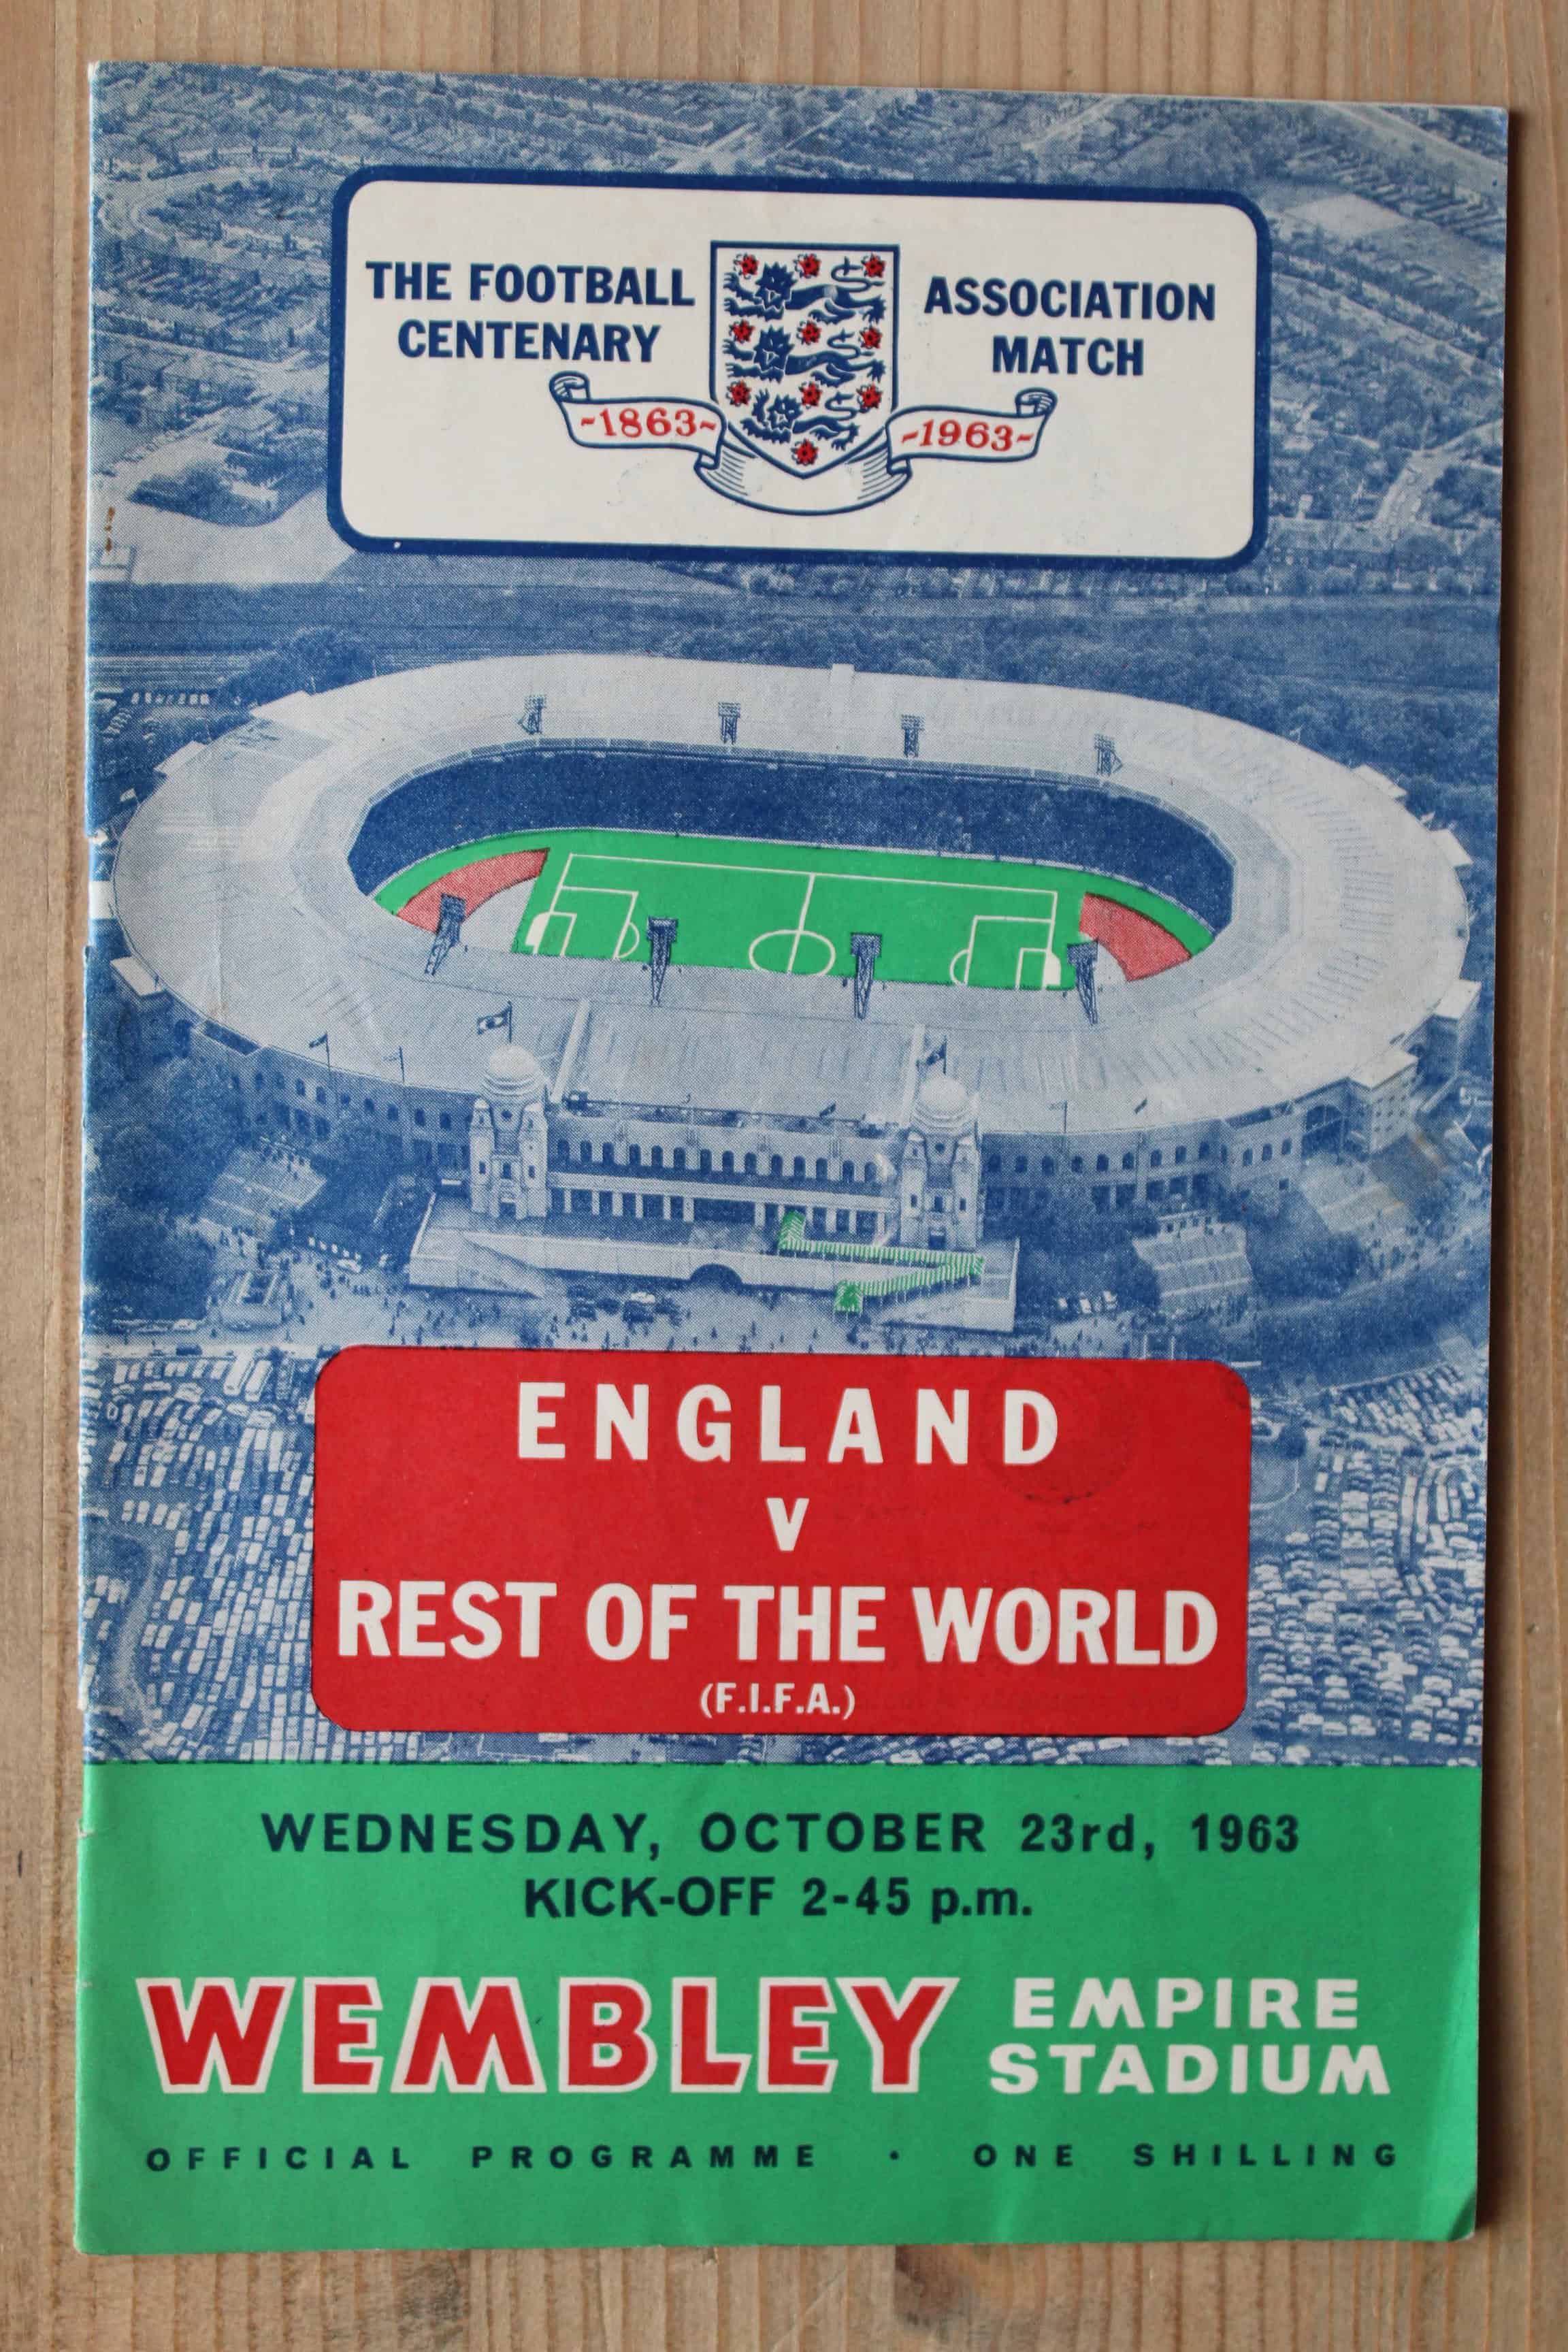 THE FOOTBALL ASSOCIATION
CENTENARY MATCH
~1863~ ~1963~
ENGLAND
V
REST OF THE WORLD
(F.I.F.A.)
WEDNESDAY, OCTOBER 23rd, 1963
KICK-OFF 2-45 p.m.
WEMBLEY EMPIRE STADIUM
OFFICIAL PROGRAMME · ONE SHILLING